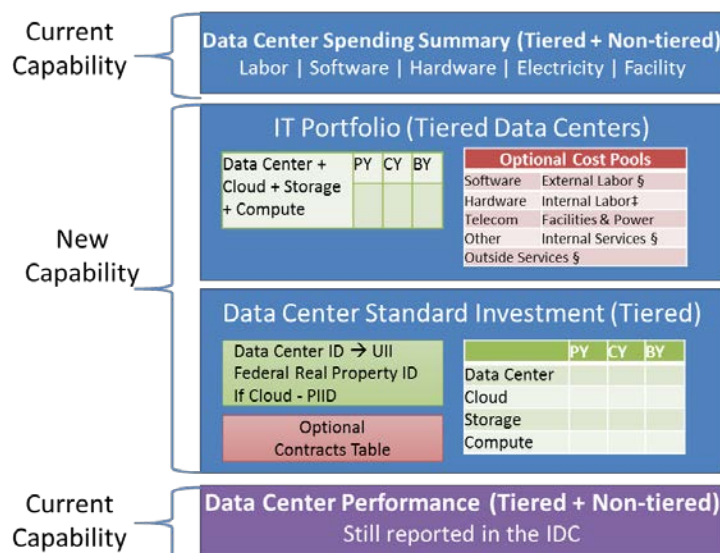 Current
Capability
Data Center Spending Summary (Tiered + Non-tiered)
Labor | Software | Hardware | Electricity | Facility
New
Capability
IT Portfolio (Tiered Data Centers)
Data Center + PY CY BY
Cloud + Storage
+ Compute
Optional Cost Pools
Software External Labor §
Hardware Internal Labor‡
Telecom Facilities & Power
Other Internal Services §
Outside Services §
Data Center Standard Investment (Tiered)
Data Center ID → UII
Federal Real Property ID
If Cloud - PIID
Optional
Contracts Table
PY CY BY
Data Center
Cloud
Storage
Compute
Current
Capability
Data Center Performance (Tiered + Non-tiered)
Still reported in the IDC